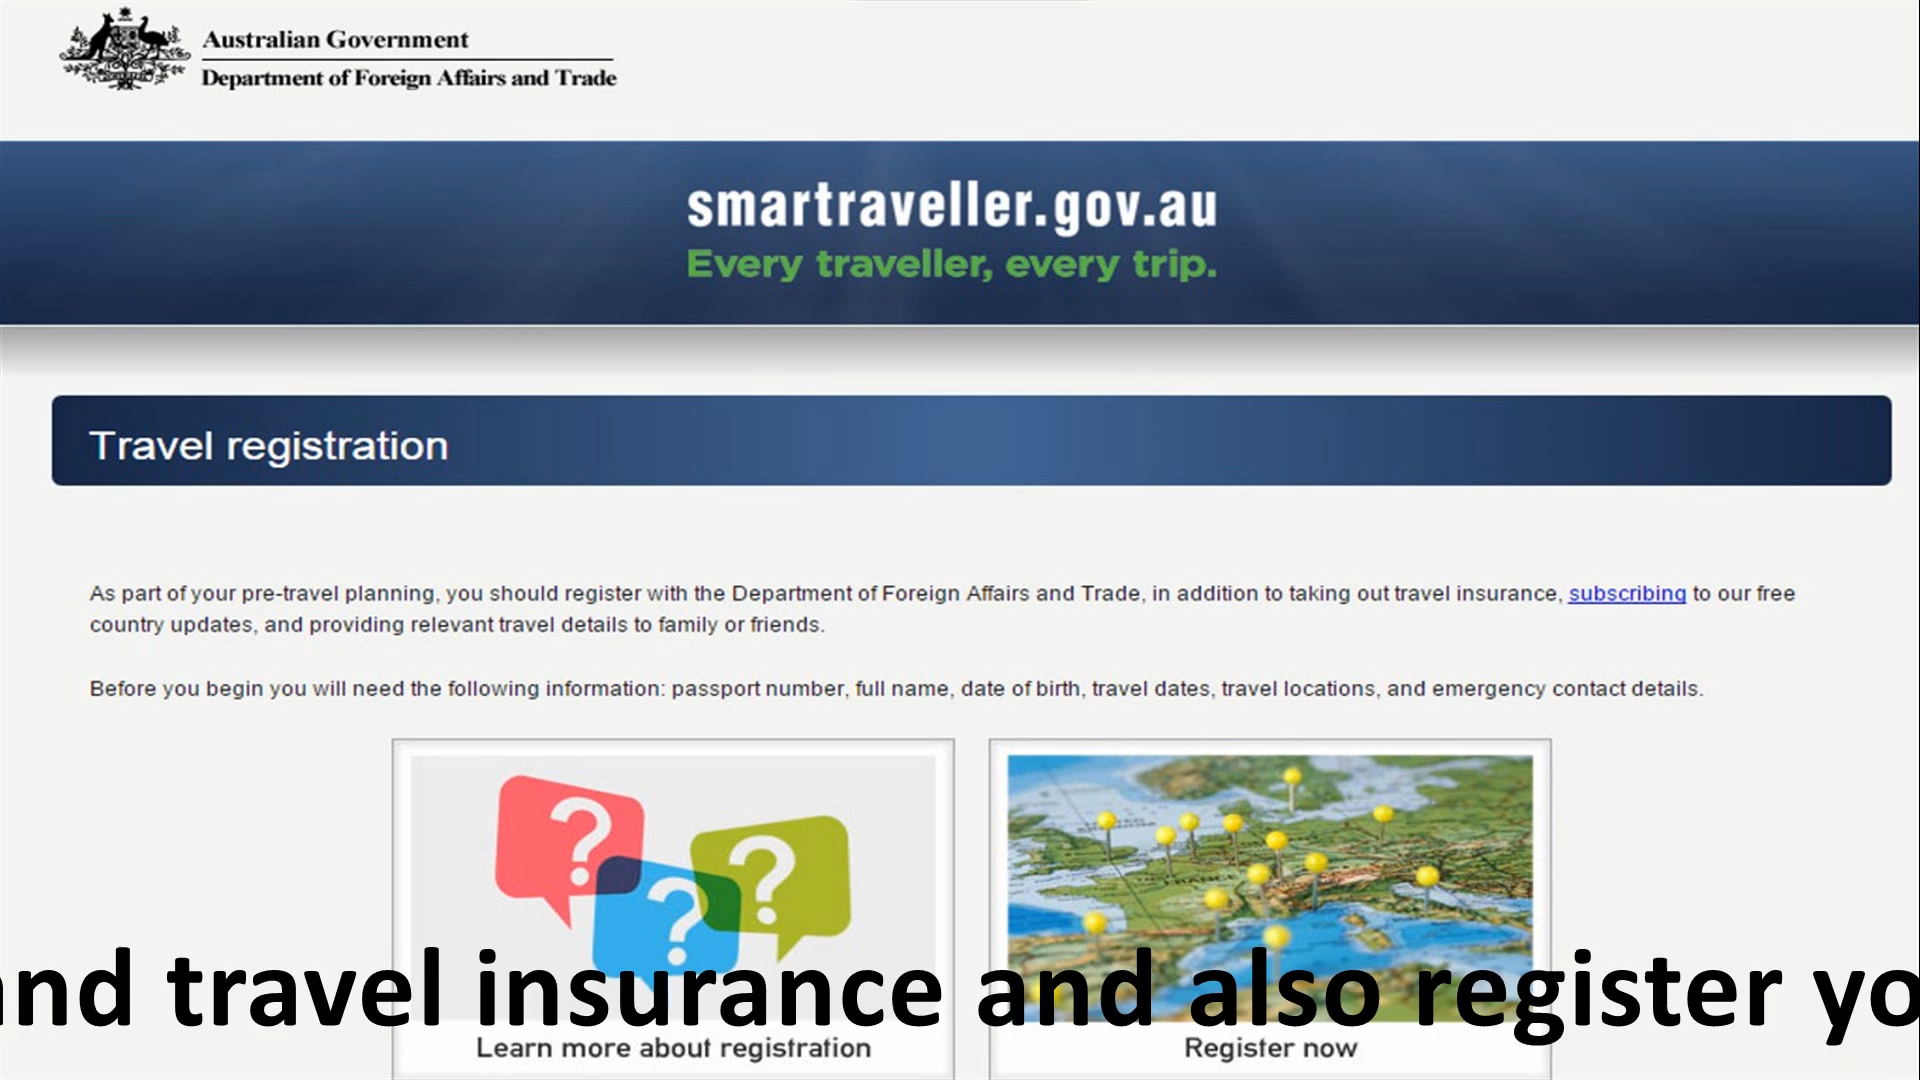 Australian Government
Department of Foreign Affairs and Trade
smartraveller.gov.au
Every traveller, every trip.
Travel registration
As part of your pre-travel planning, you should register with the Department of Foreign Affairs and Trade, in addition to taking out travel insurance, subscribing to our free
country updates, and providing relevant travel details to family or friends.
Before you begin you will need the following information: passport number, full name, date of birth, travel dates, travel locations, and emergency contact details.
? ? ?
travel insurance and also register
Learn more about registration
Register now